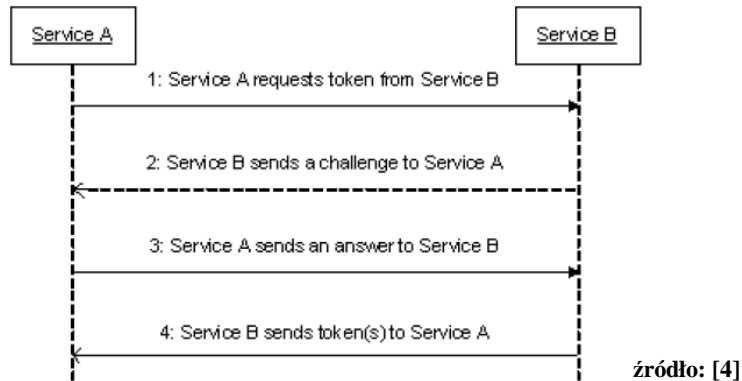 Service A
Service B
1: Service A requests token from Service B
2: Service B sends a challenge to Service A
3: Service A sends an answer to Service B
4: Service B sends token(s) to Service A
źródło: [4]